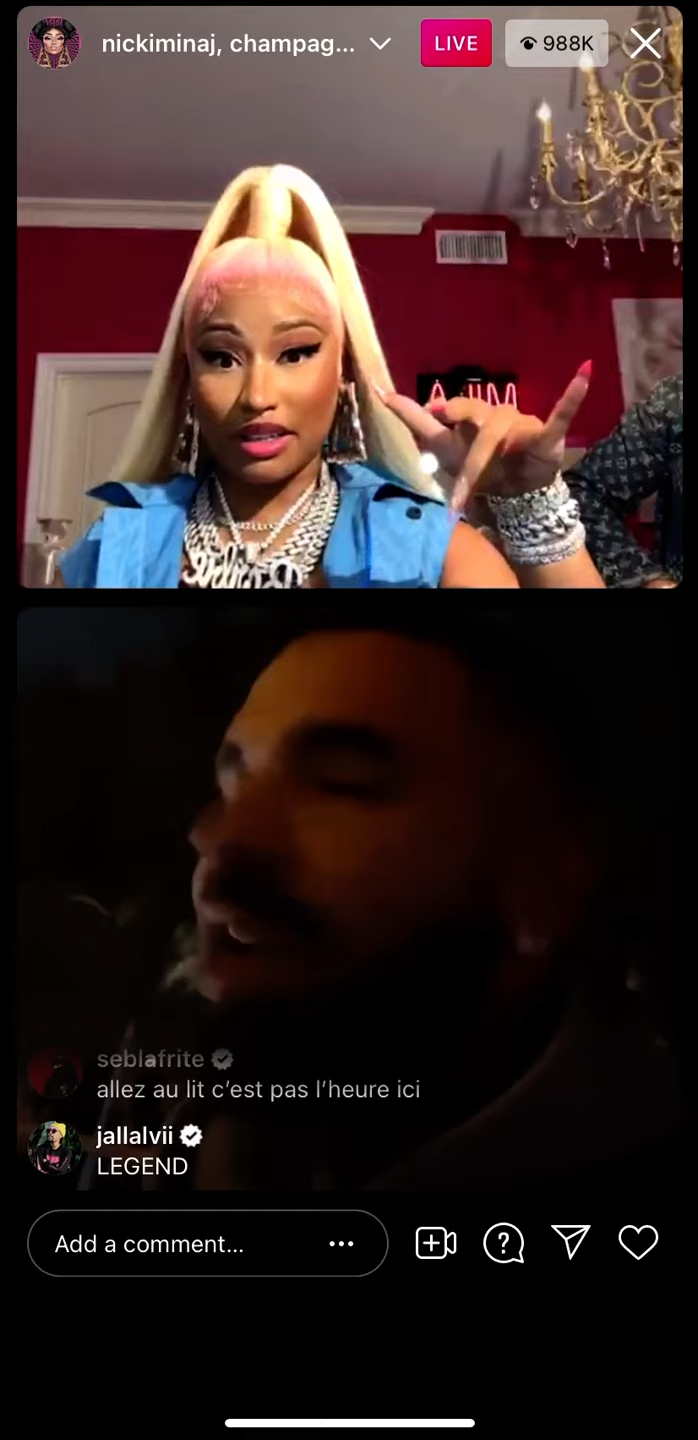 nickiminaj, champag...
LIVE
988K
seblafrite
allez au lit c’est pas l’heure ici
jallalvii
LEGEND
Add a comment...